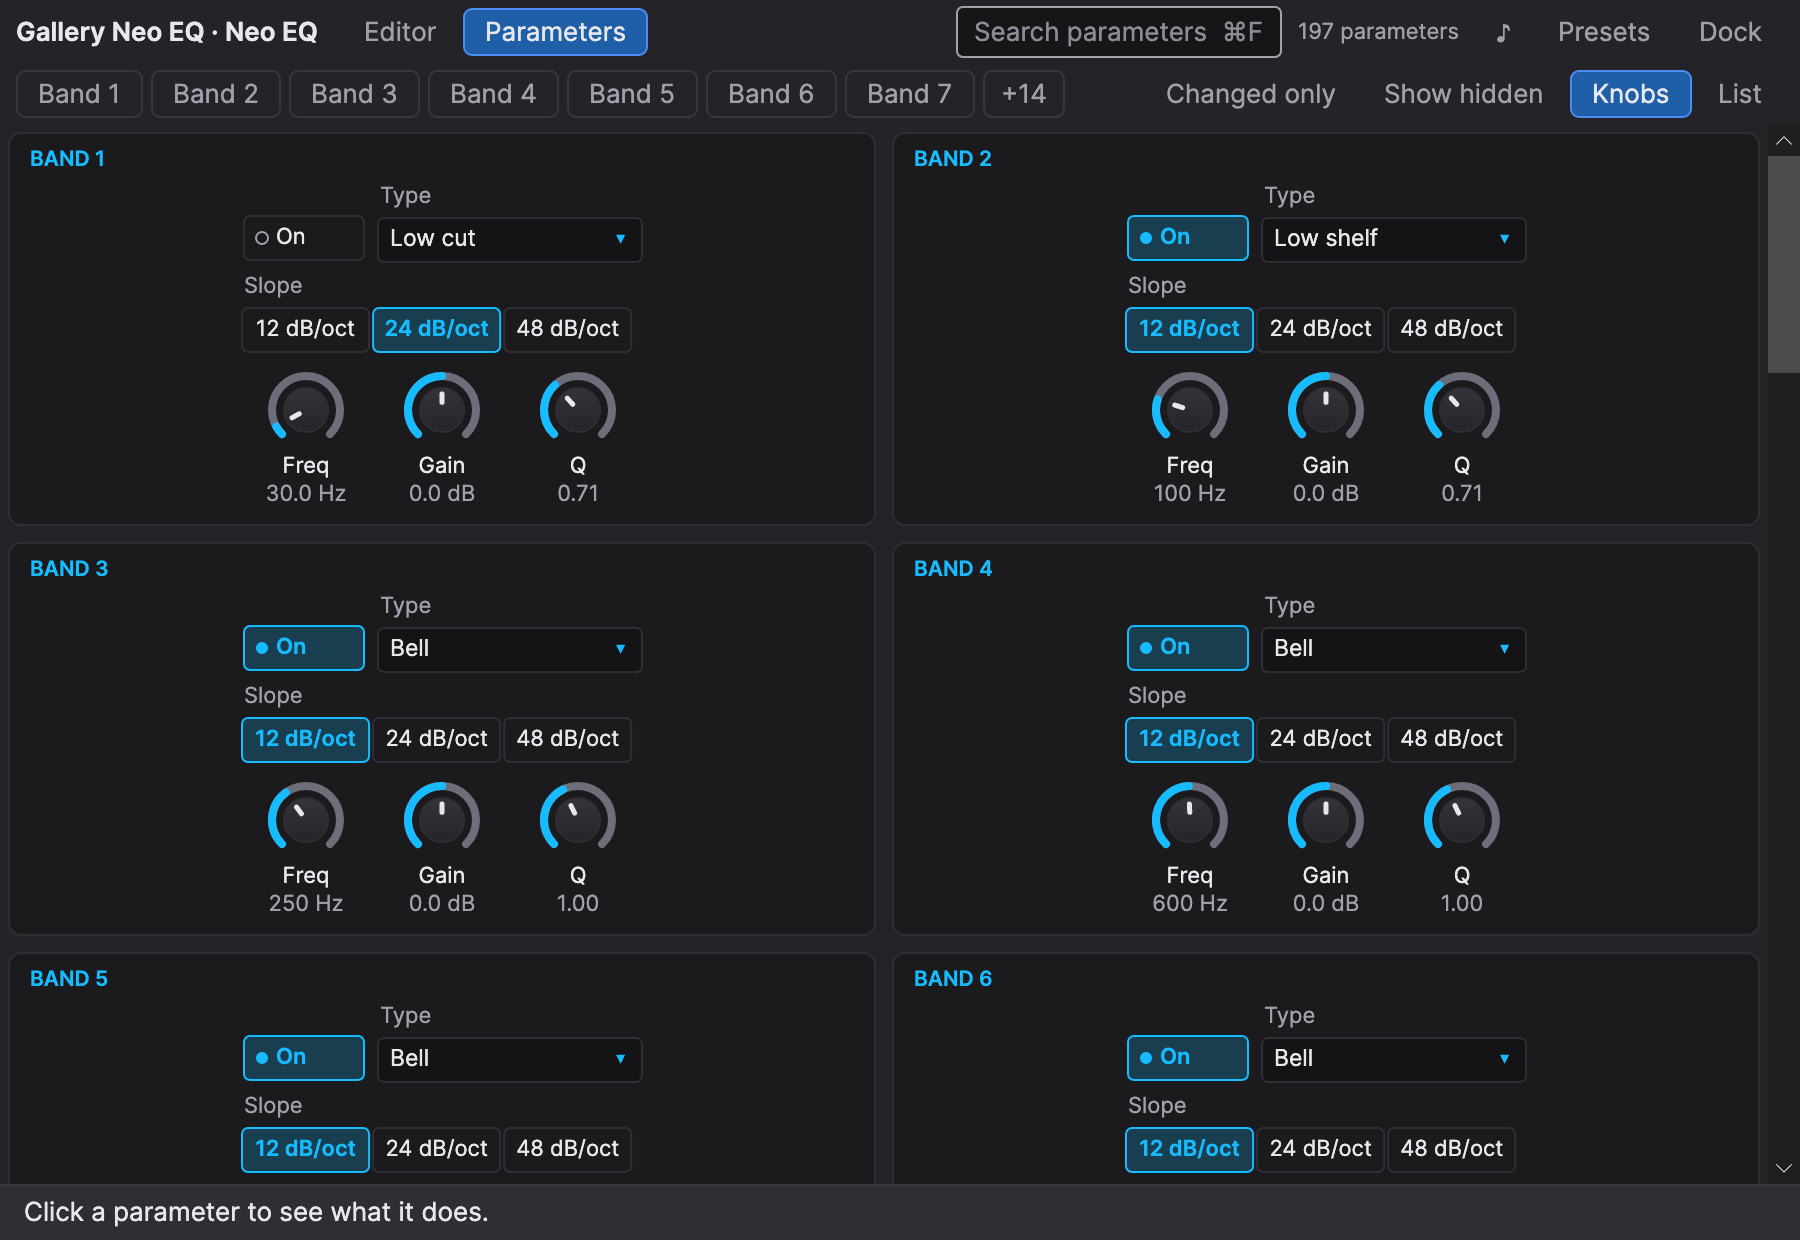 Gallery Neo EQ · Neo EQ Editor Parameters Search parameters ⌘F 197 parameters Presets Dock
Band 1 Band 2 Band 3 Band 4 Band 5 Band 6 Band 7 +14 Changed only Show hidden Knobs List
BAND 1
Type
On Low cut
Slope
12 dB/oct 24 dB/oct 48 dB/oct
Freq Gain Q
30.0 Hz 0.0 dB 0.71
BAND 2
Type
On Low shelf
Slope
12 dB/oct 24 dB/oct 48 dB/oct
Freq Gain Q
100 Hz 0.0 dB 0.71
BAND 3
Type
On Bell
Slope
12 dB/oct 24 dB/oct 48 dB/oct
Freq Gain Q
250 Hz 0.0 dB 1.00
BAND 4
Type
On Bell
Slope
12 dB/oct 24 dB/oct 48 dB/oct
Freq Gain Q
600 Hz 0.0 dB 1.00
BAND 5
Type
On Bell
Slope
12 dB/oct 24 dB/oct 48 dB/oct
BAND 6
Type
On Bell
Slope
12 dB/oct 24 dB/oct 48 dB/oct
Click a parameter to see what it does.